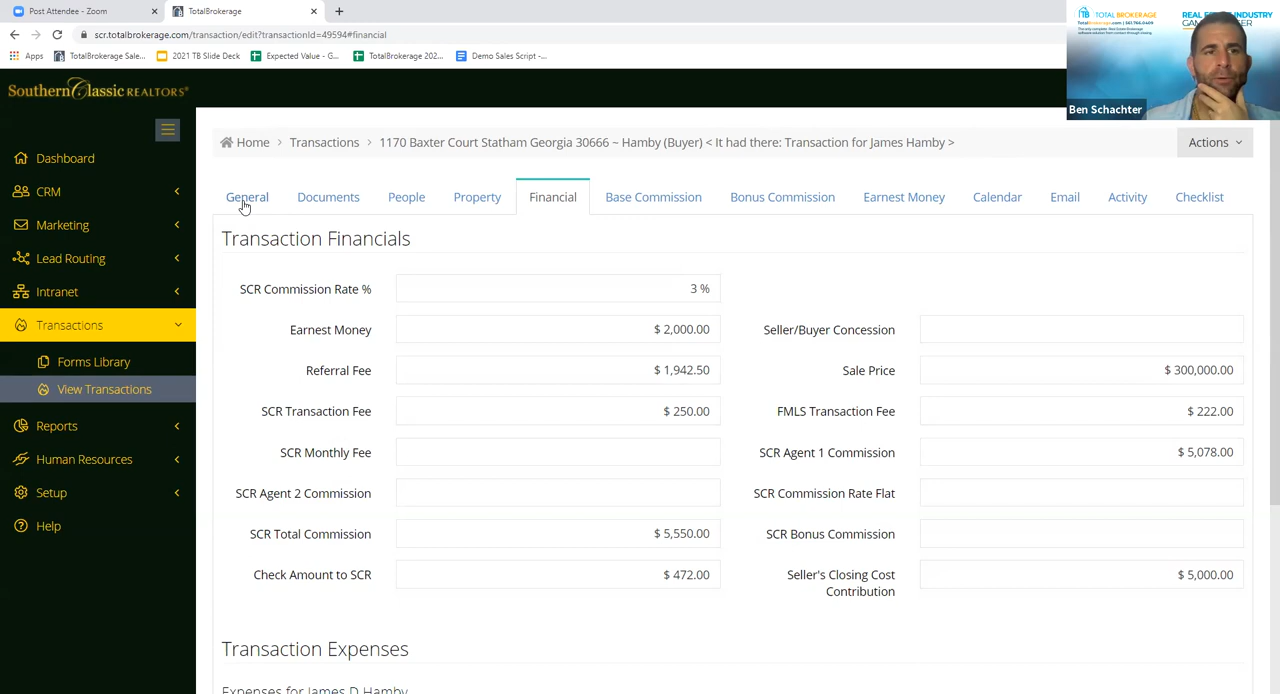 Post Attendee - Zoom
TotalBrokerage
scr.totalbrokerage.com/transaction/edit?transactionId=49594#financial
Apps
TotalBrokerage Sale...
2021 TB Slide Deck
Expected Value - G...
TotalBrokerage 202...
Demo Sales Script -...
TOTAL BROKERAGE
TotalBrokerage.com | 561.766.0409
Ben Schachter
Southern Classic REALTORS®
Dashboard
CRM
Marketing
Lead Routing
Intranet
Transactions
Forms Library
View Transactions
Reports
Human Resources
Setup
Help
Home > Transactions > 1170 Baxter Court Statham Georgia 30666 ~ Hamby (Buyer) < It had there: Transaction for James Hamby >
Actions
General Documents People Property Financial Base Commission Bonus Commission Earnest Money Calendar Email Activity Checklist
Transaction Financials
SCR Commission Rate % 3 %
Earnest Money $ 2,000.00 Seller/Buyer Concession
Referral Fee $ 1,942.50 Sale Price $ 300,000.00
SCR Transaction Fee $ 250.00 FMLS Transaction Fee $ 222.00
SCR Monthly Fee SCR Agent 1 Commission $ 5,078.00
SCR Agent 2 Commission SCR Commission Rate Flat
SCR Total Commission $ 5,550.00 SCR Bonus Commission
Check Amount to SCR $ 472.00 Seller's Closing Cost
Contribution $ 5,000.00
Transaction Expenses
Expenses for James D Hamby